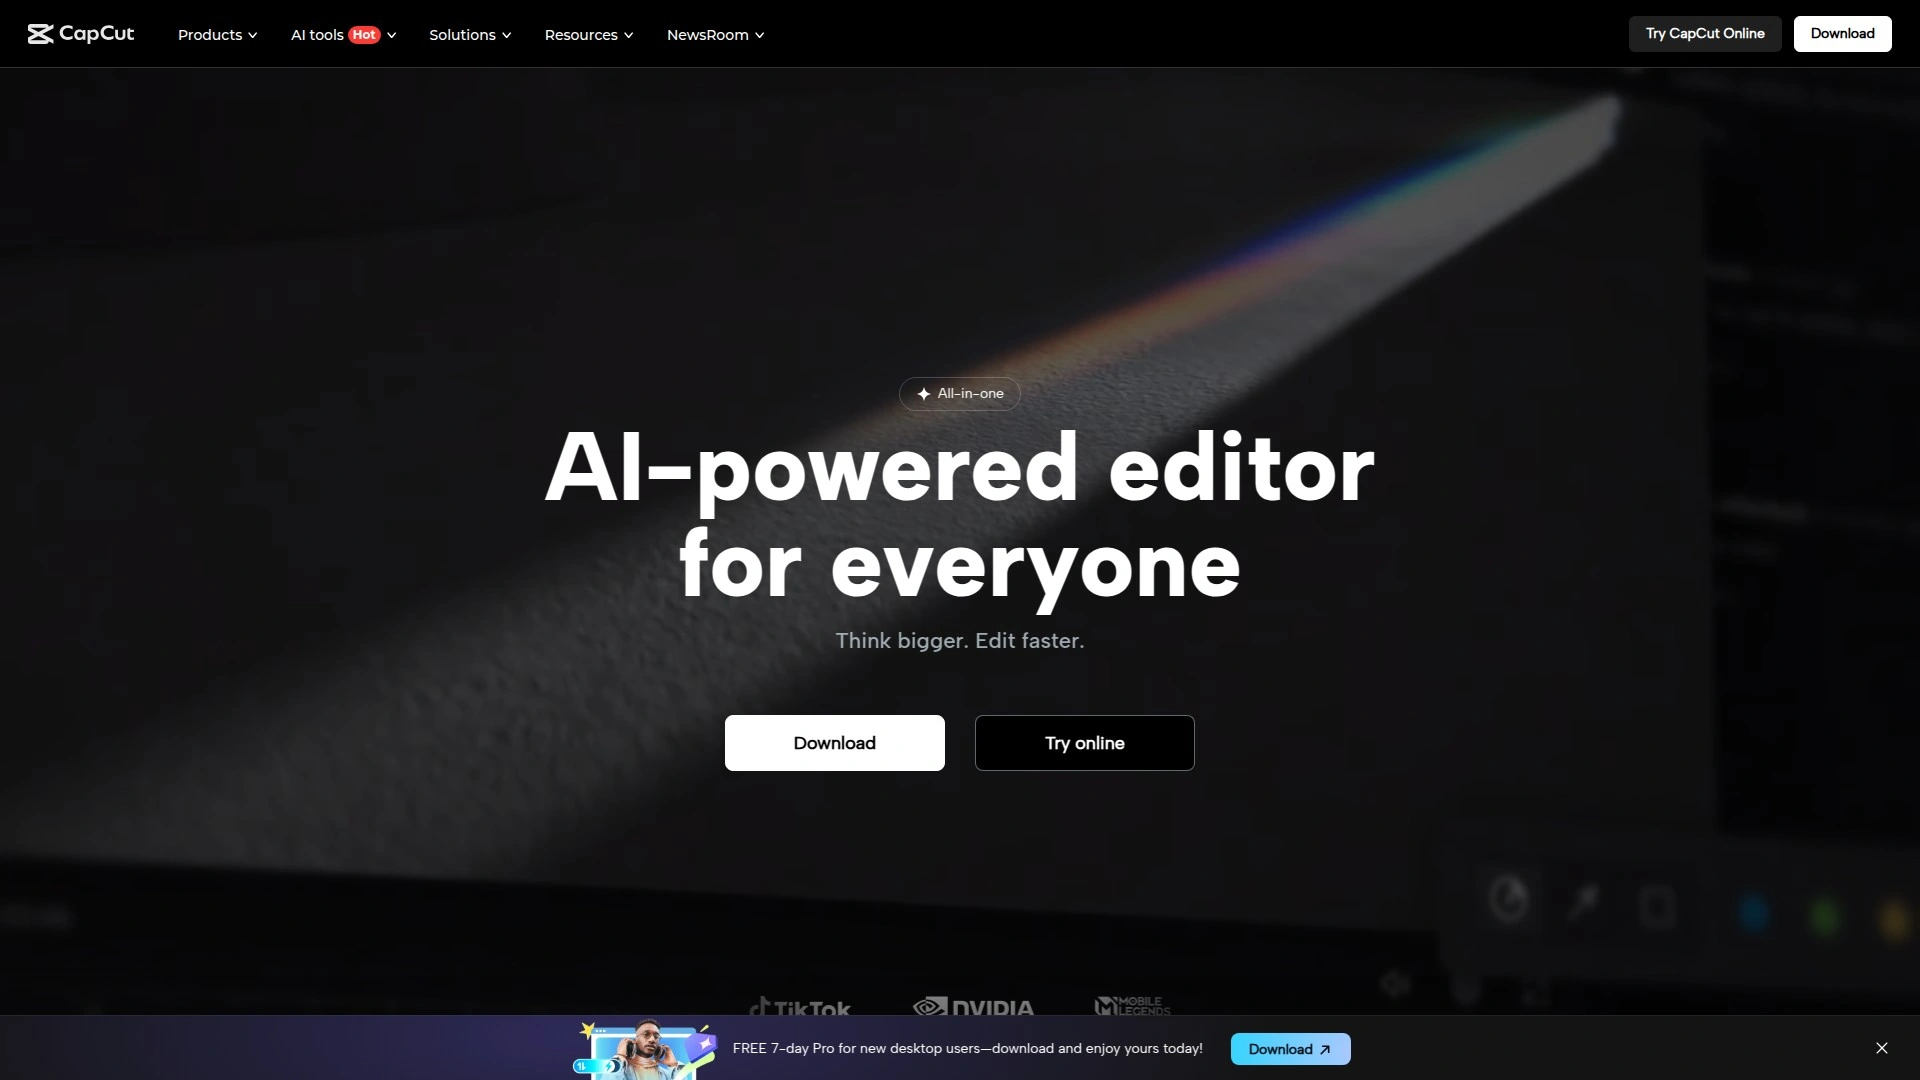 CapCut
Products
AI tools Hot
Solutions
Resources
NewsRoom
Try CapCut Online
Download
All-in-one
AI-powered editor
for everyone
Think bigger. Edit faster.
Download
Try online
TikTok
NVIDIA
MOBILE
LEGENDS
FREE 7-day Pro for new desktop users—download and enjoy yours today!
Download